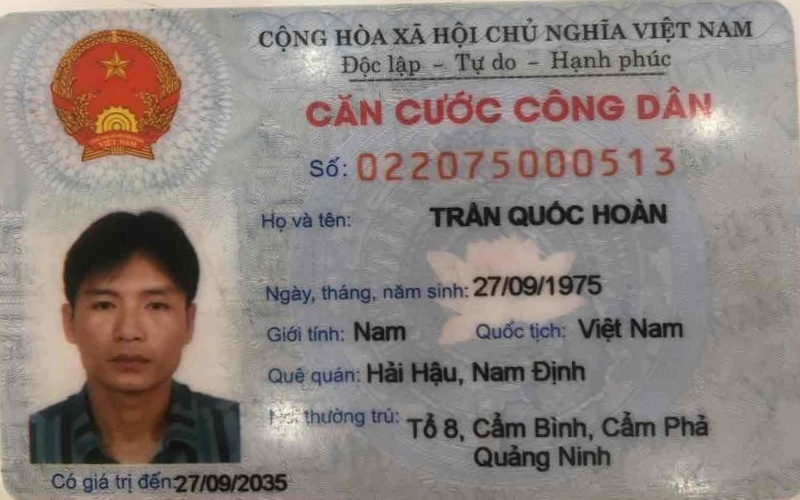 CỘNG HÒA XÃ HỘI CHỦ NGHĨA VIỆT NAM
Độc lập - Tự do - Hạnh phúc
CĂN CƯỚC CÔNG DÂN
Số: 022075000513
Họ và tên: TRẦN QUỐC HOÀN
Ngày, tháng, năm sinh: 27/09/1975
Giới tính: Nam Quốc tịch: Việt Nam
Quê quán: Hải Hậu, Nam Định
Nơi thường trú: Tổ 8, Cẩm Bình, Cẩm Phả
Quảng Ninh
Có giá trị đến: 27/09/2035